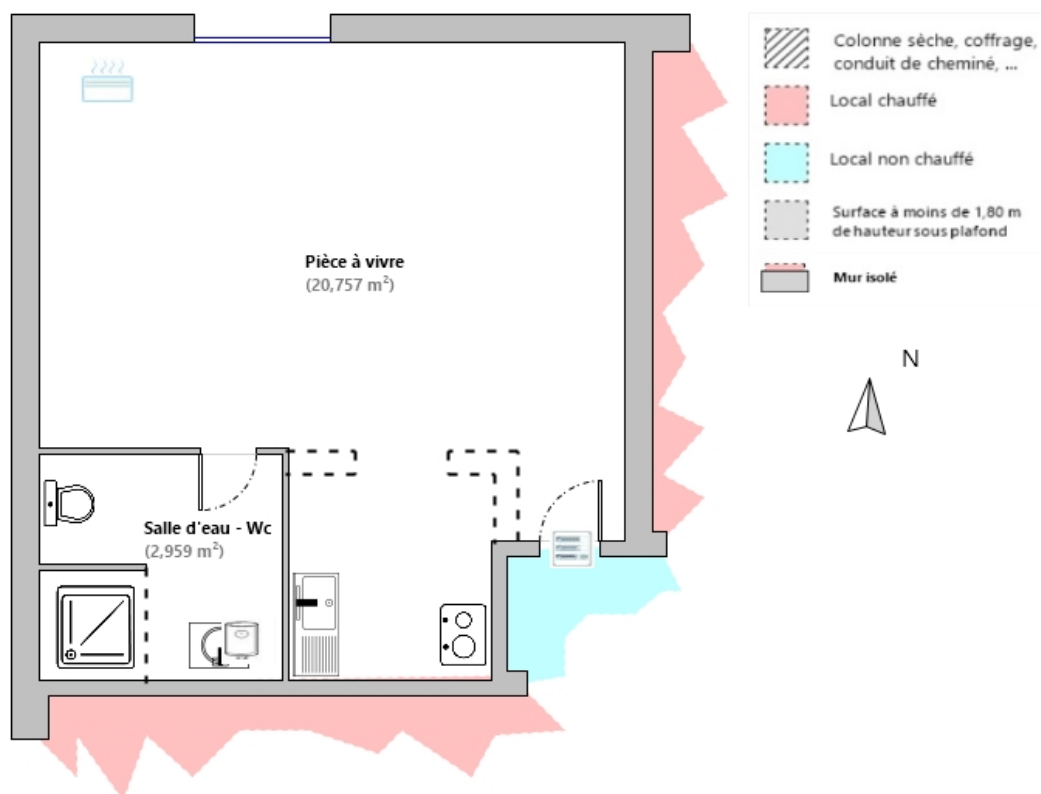 Colonne sèche, coffrage,
conduit de cheminé, ...
Local chauffé
Local non chauffé
Surface à moins de 1,80 m
de hauteur sous plafond
Mur isolé
N
Pièce à vivre
(20,757 m²)
Salle d'eau - Wc
(2,959 m²)